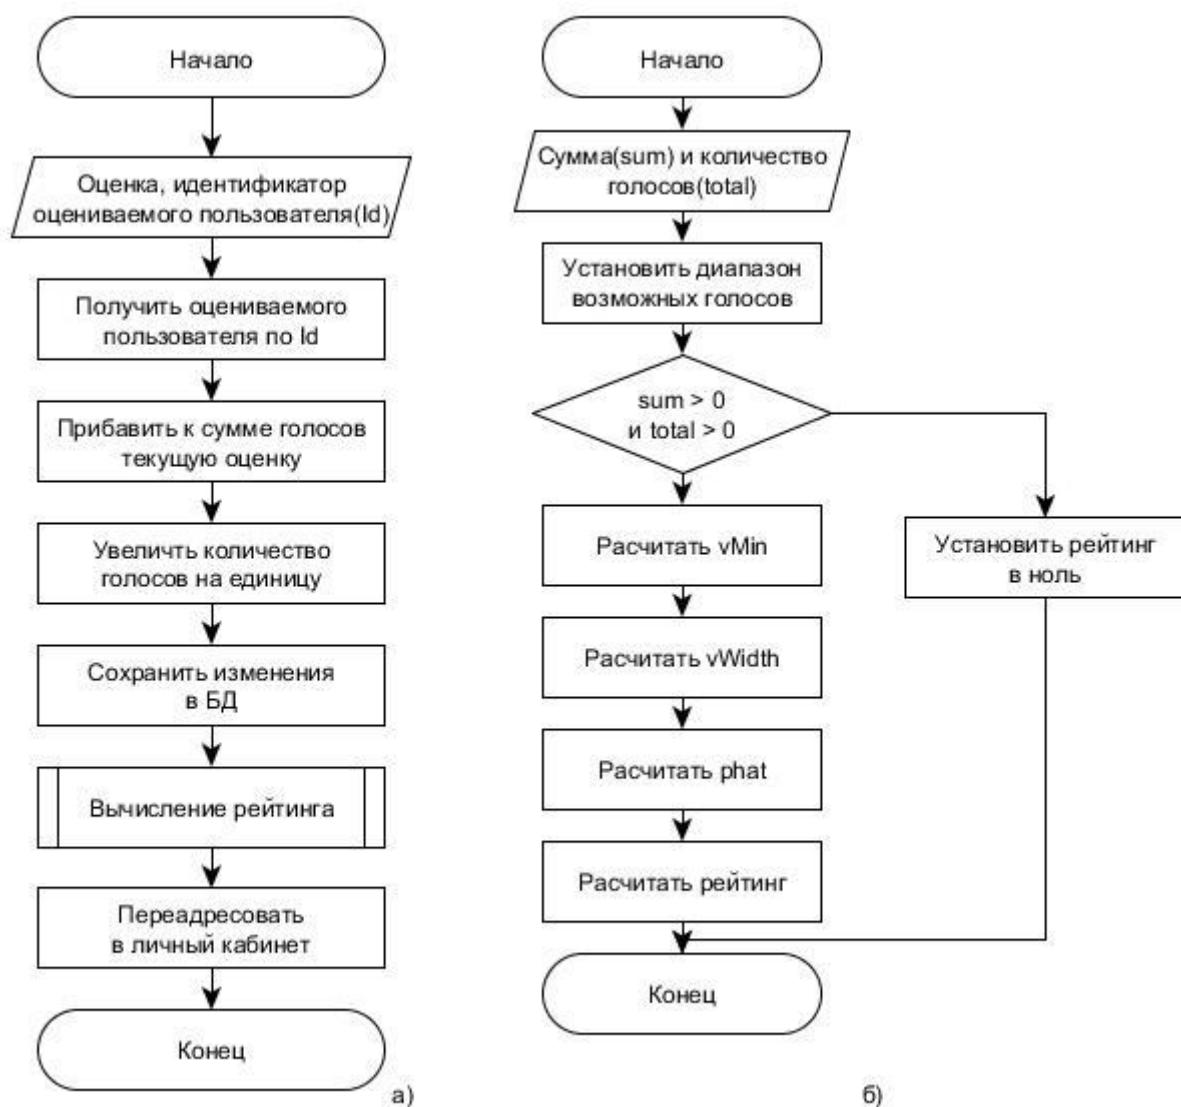 Начало
Оценка, идентификатор
оцениваемого пользователя(Id)
Получить оцениваемого
пользователя по Id
Прибавить к сумме голосов
текущую оценку
Увеличть количество
голосов на единицу
Сохранить изменения
в БД
Вычисление рейтинга
Переадресовать
в личный кабинет
Конец
а)
Начало
Сумма(sum) и количество
голосов(total)
Установить диапазон
возможных голосов
sum > 0
и total > 0
Расчитать vMin
Расчитать vWidth
Расчитать phat
Расчитать рейтинг
Установить рейтинг
в ноль
Конец
б)